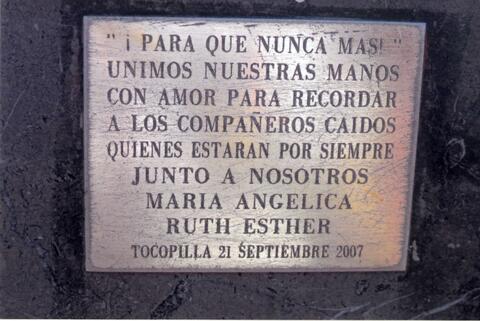 "¡PARA QUE NUNCA MAS!"
UNIMOS NUESTRAS MANOS
CON AMOR PARA RECORDAR
A LOS COMPAÑEROS CAIDOS
QUIENES ESTARAN POR SIEMPRE
JUNTO A NOSOTROS
MARIA ANGELICA
RUTH ESTHER
TOCOPILLA 21 SEPTIEMBRE 2007